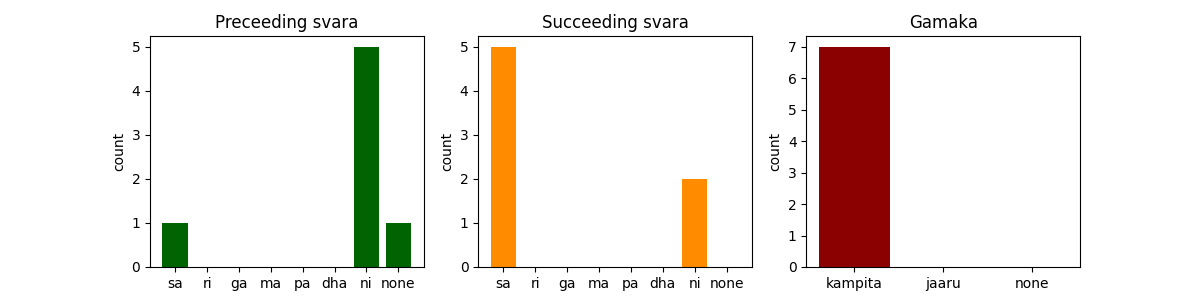 Preceeding svara
count
5
4
3
2
1
0
sa ri ga ma pa dha ni none
Succeeding svara
count
5
4
3
2
1
0
sa ri ga ma pa dha ni none
Gamaka
count
7
6
5
4
3
2
1
0
kampita jaaru none